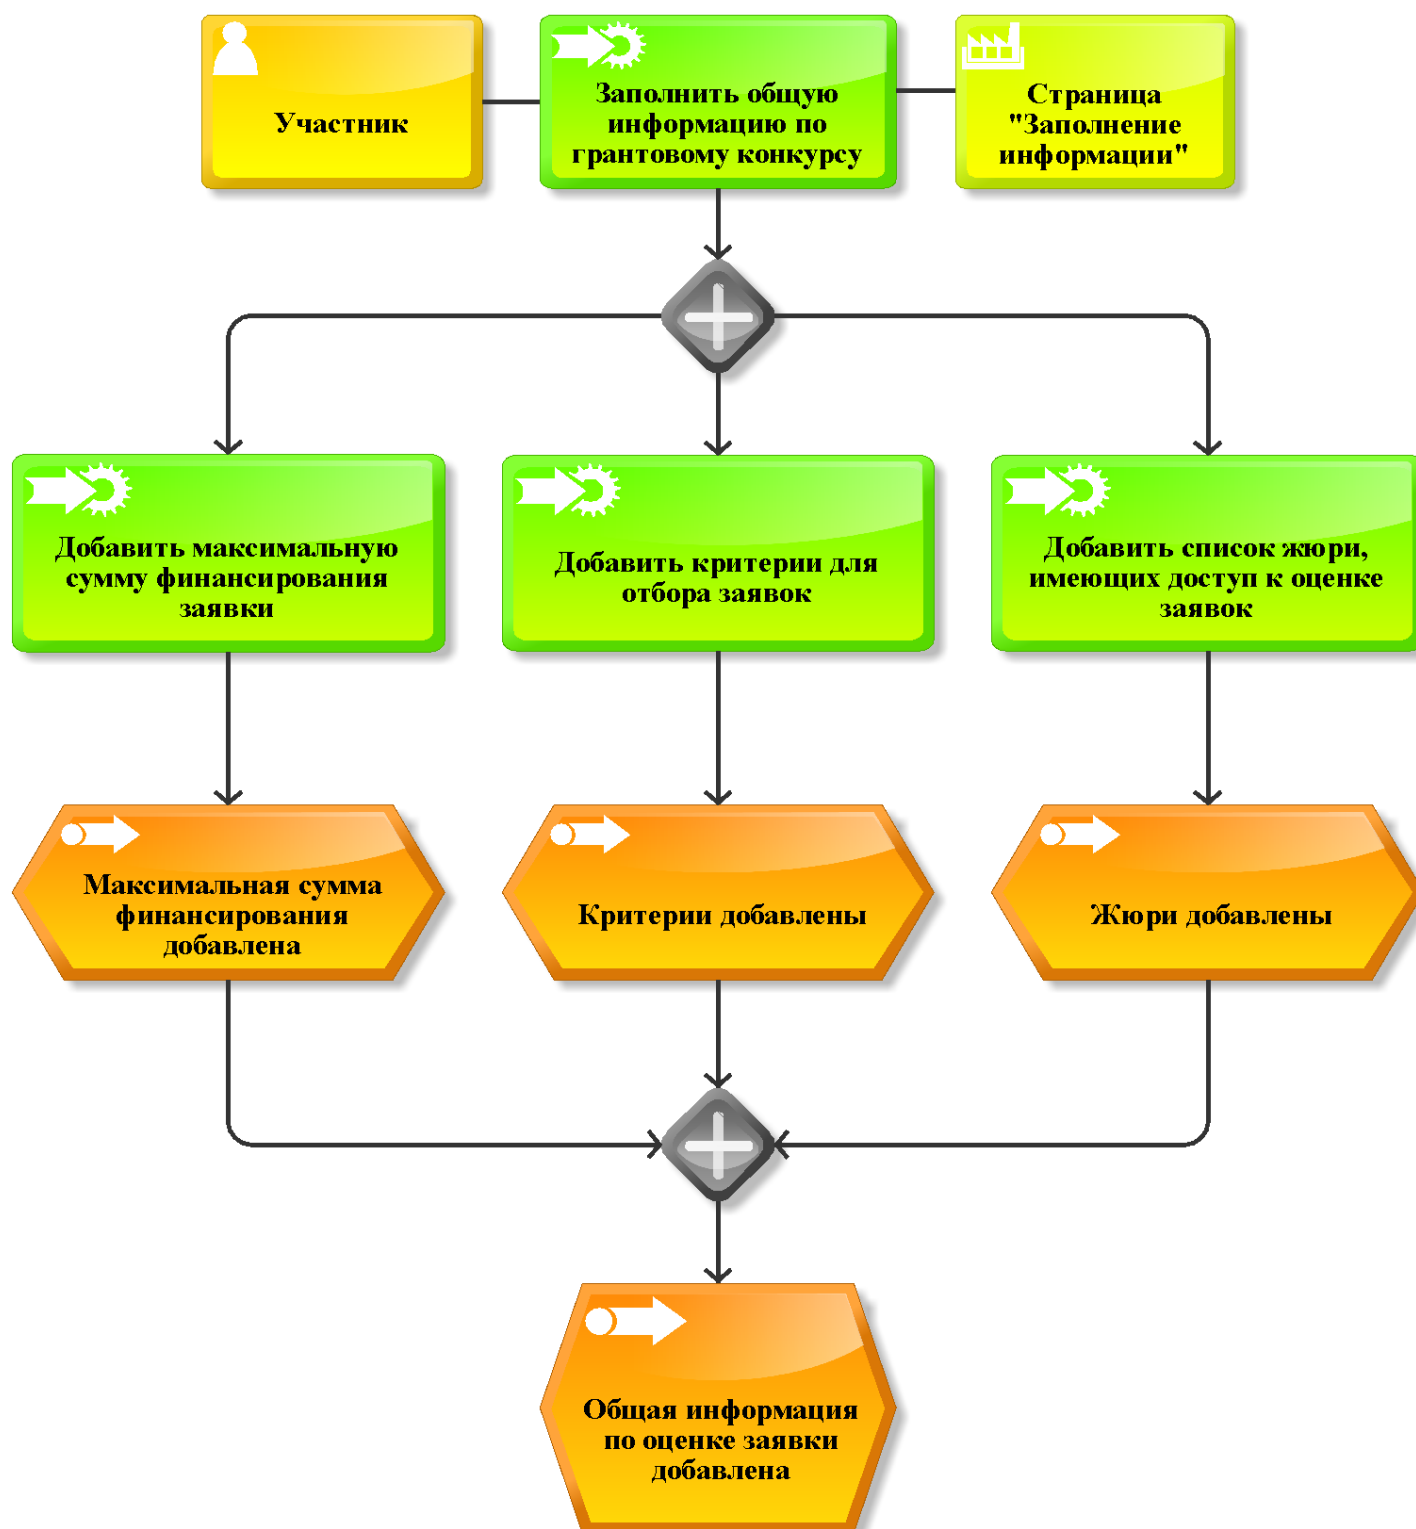 Участник
Заполнить общую
информацию по
грантовому конкурсу
Страница
"Заполнение
информации"
Добавить максимальную
сумму финансирования
заявки
Добавить критерии для
отбора заявок
Добавить список жюри,
имеющих доступ к оценке
заявок
Максимальная сумма
финансирования
добавлена
Критерии добавлены
Жюри добавлены
Общая информация
по оценке заявки
добавлена